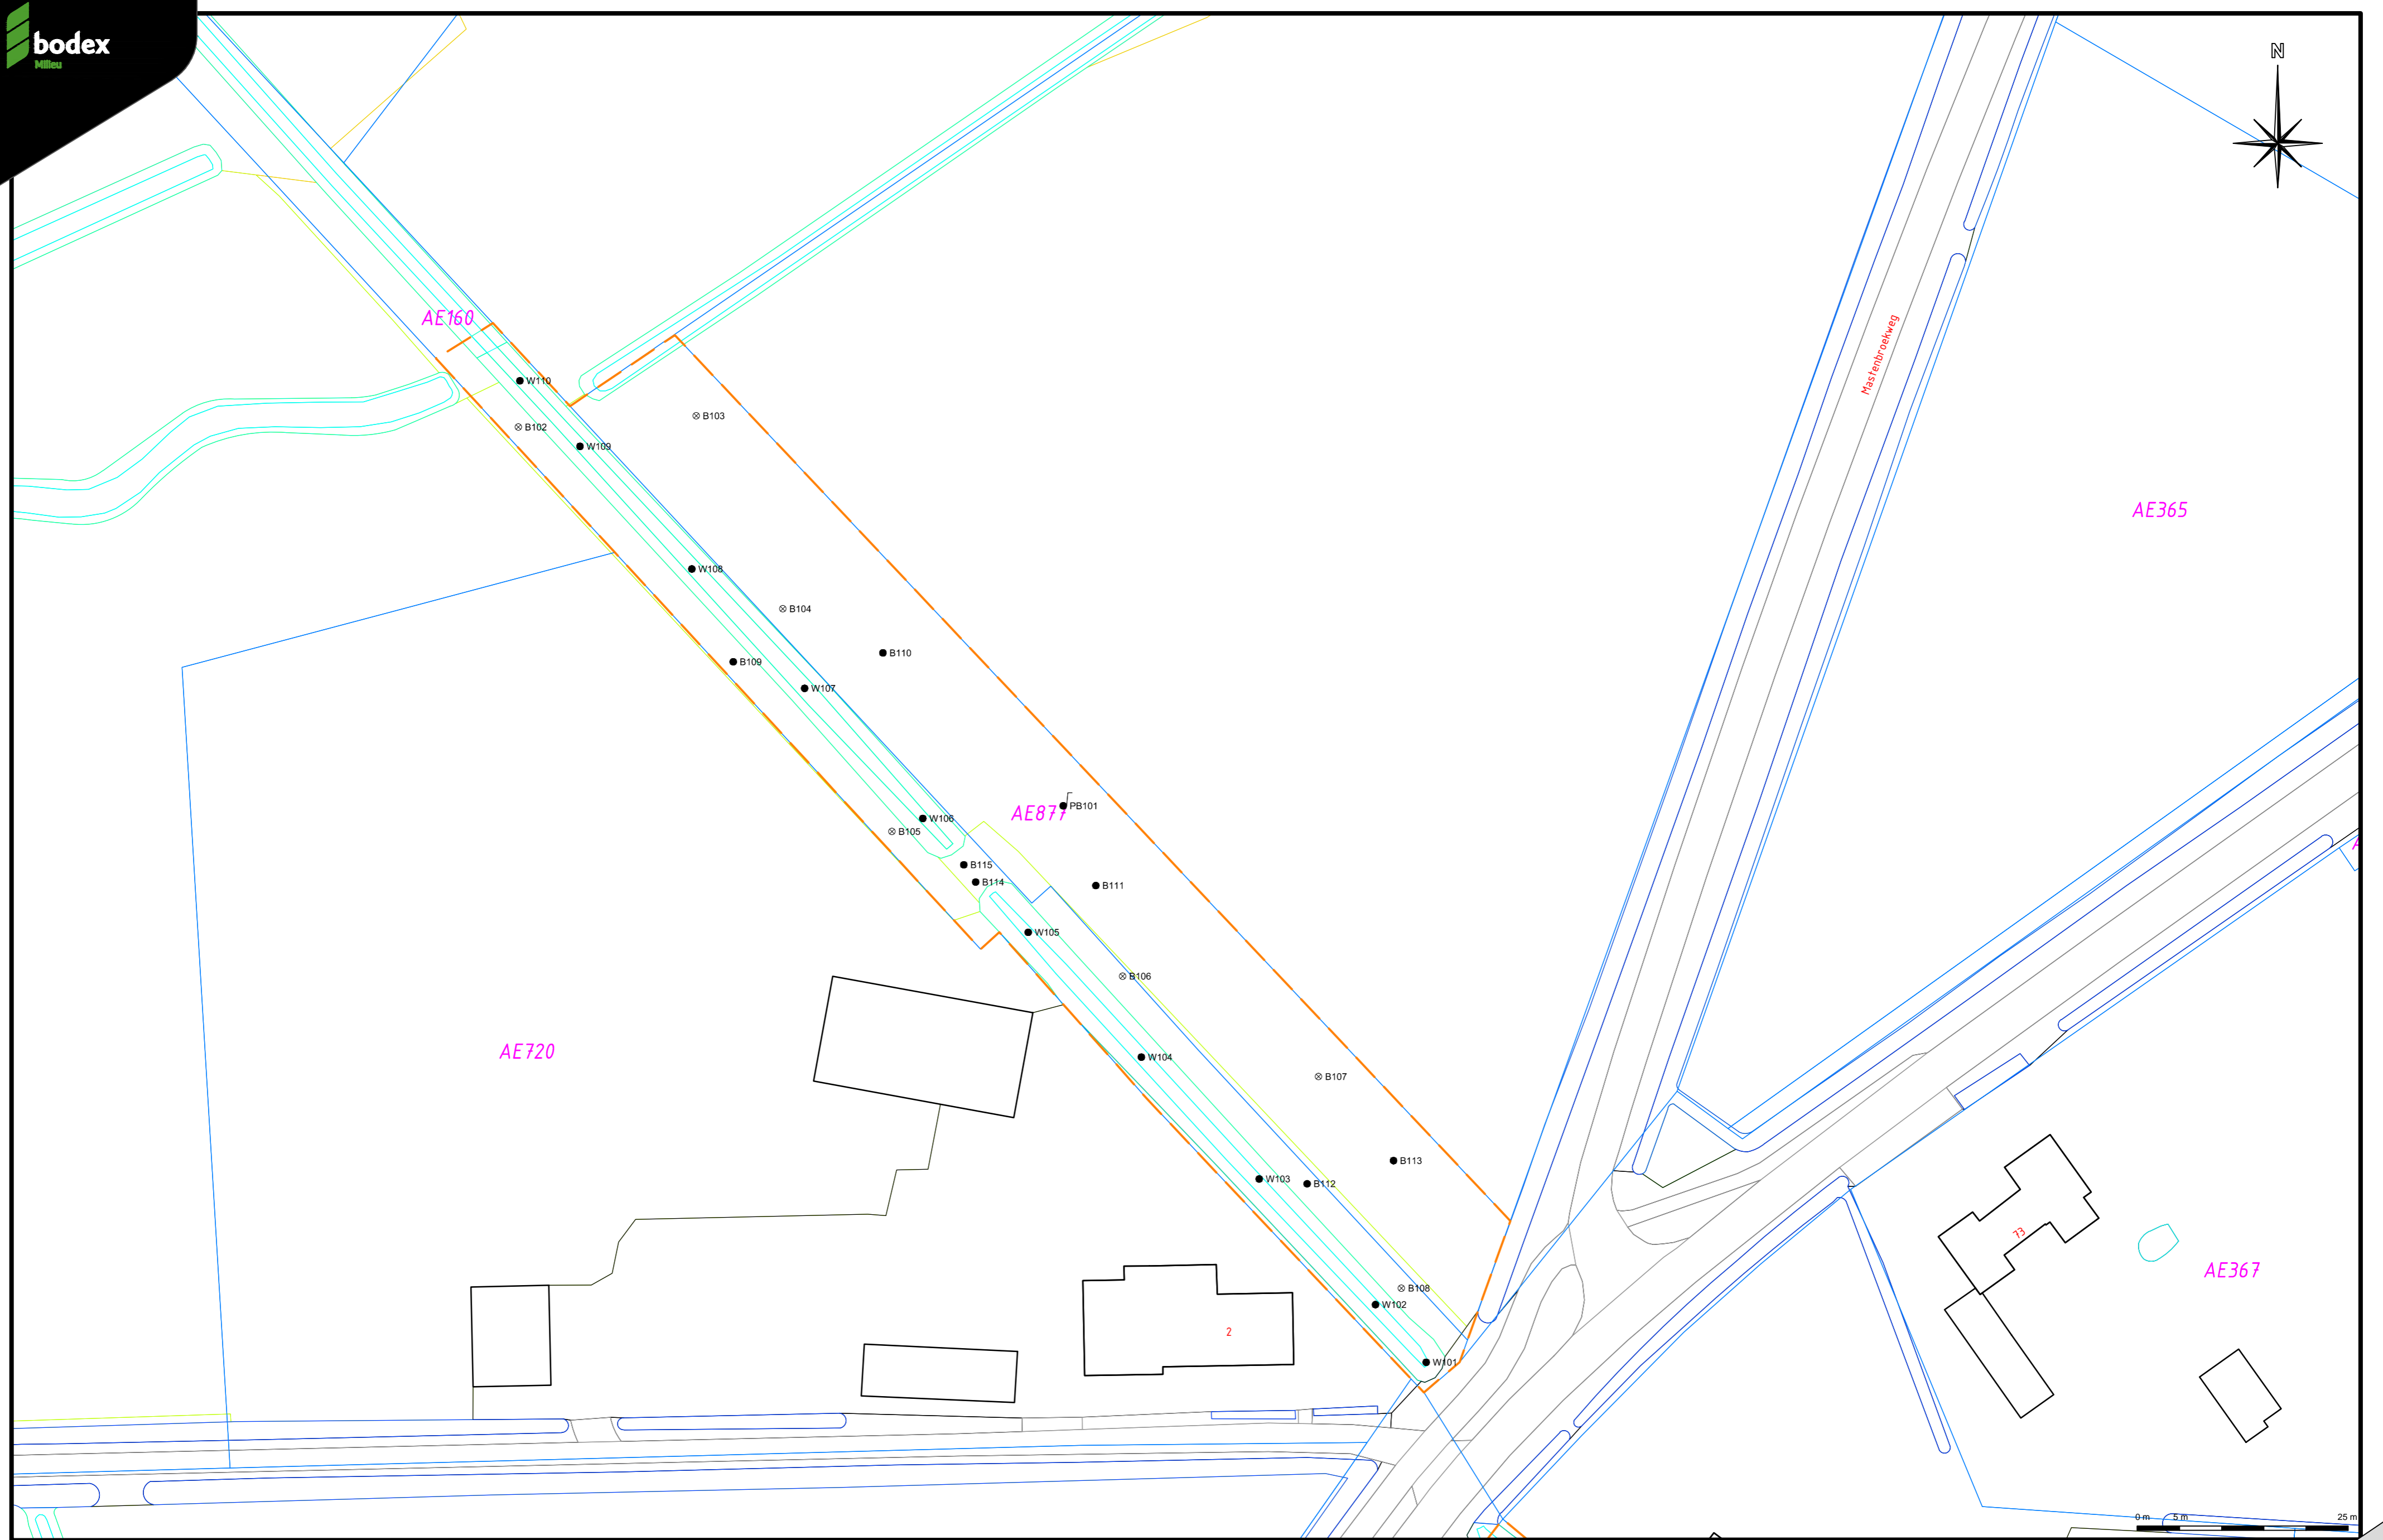 bodex
Milieu
N
AE160
W110
B103
B102
W109
Mastenbroekweg
AE365
W108
B104
B110
B109
W107
AE877
PB101
W106
B105
B115
B114
B111
W105
B106
AE720
W104
B107
B113
W103
B112
73
AE367
B108
W102
2
W101
0 m 5 m 25 m